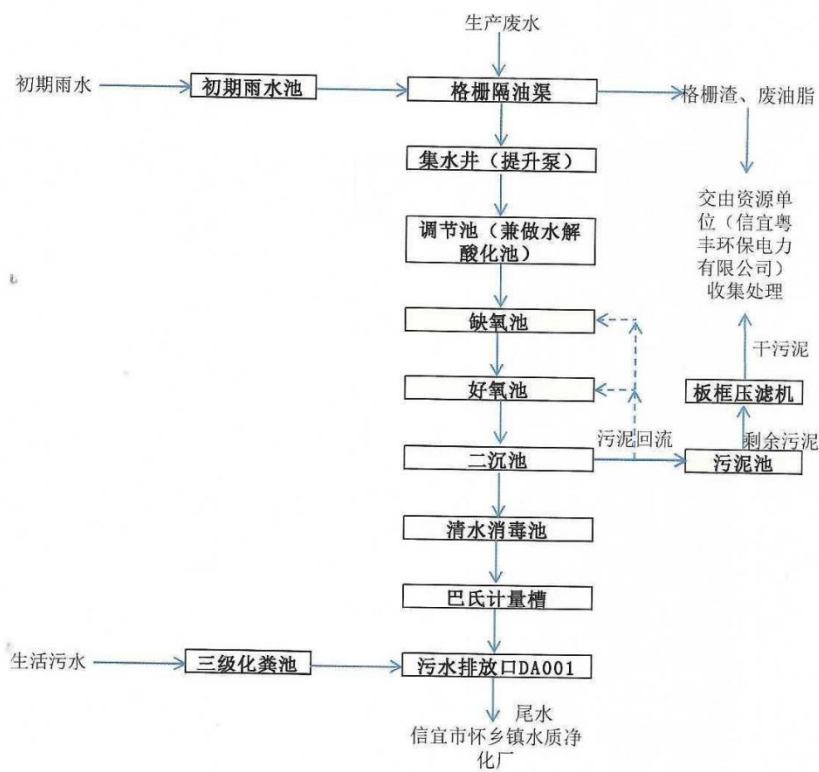 生产废水
初期雨水
初期雨水池
格栅隔油渠
格栅渣、废油脂
集水井（提升泵）
调节池（兼做水解
酸化池）
交由资源单
位（信宜粤
丰环保电力
有限公司）
收集处理
缺氧池
干污泥
好氧池
板框压滤机
污泥回流
剩余污泥
二沉池
污泥池
清水消毒池
巴氏计量槽
生活污水
三级化粪池
污水排放口DA001
尾水
信宜市怀乡镇水质净
化厂